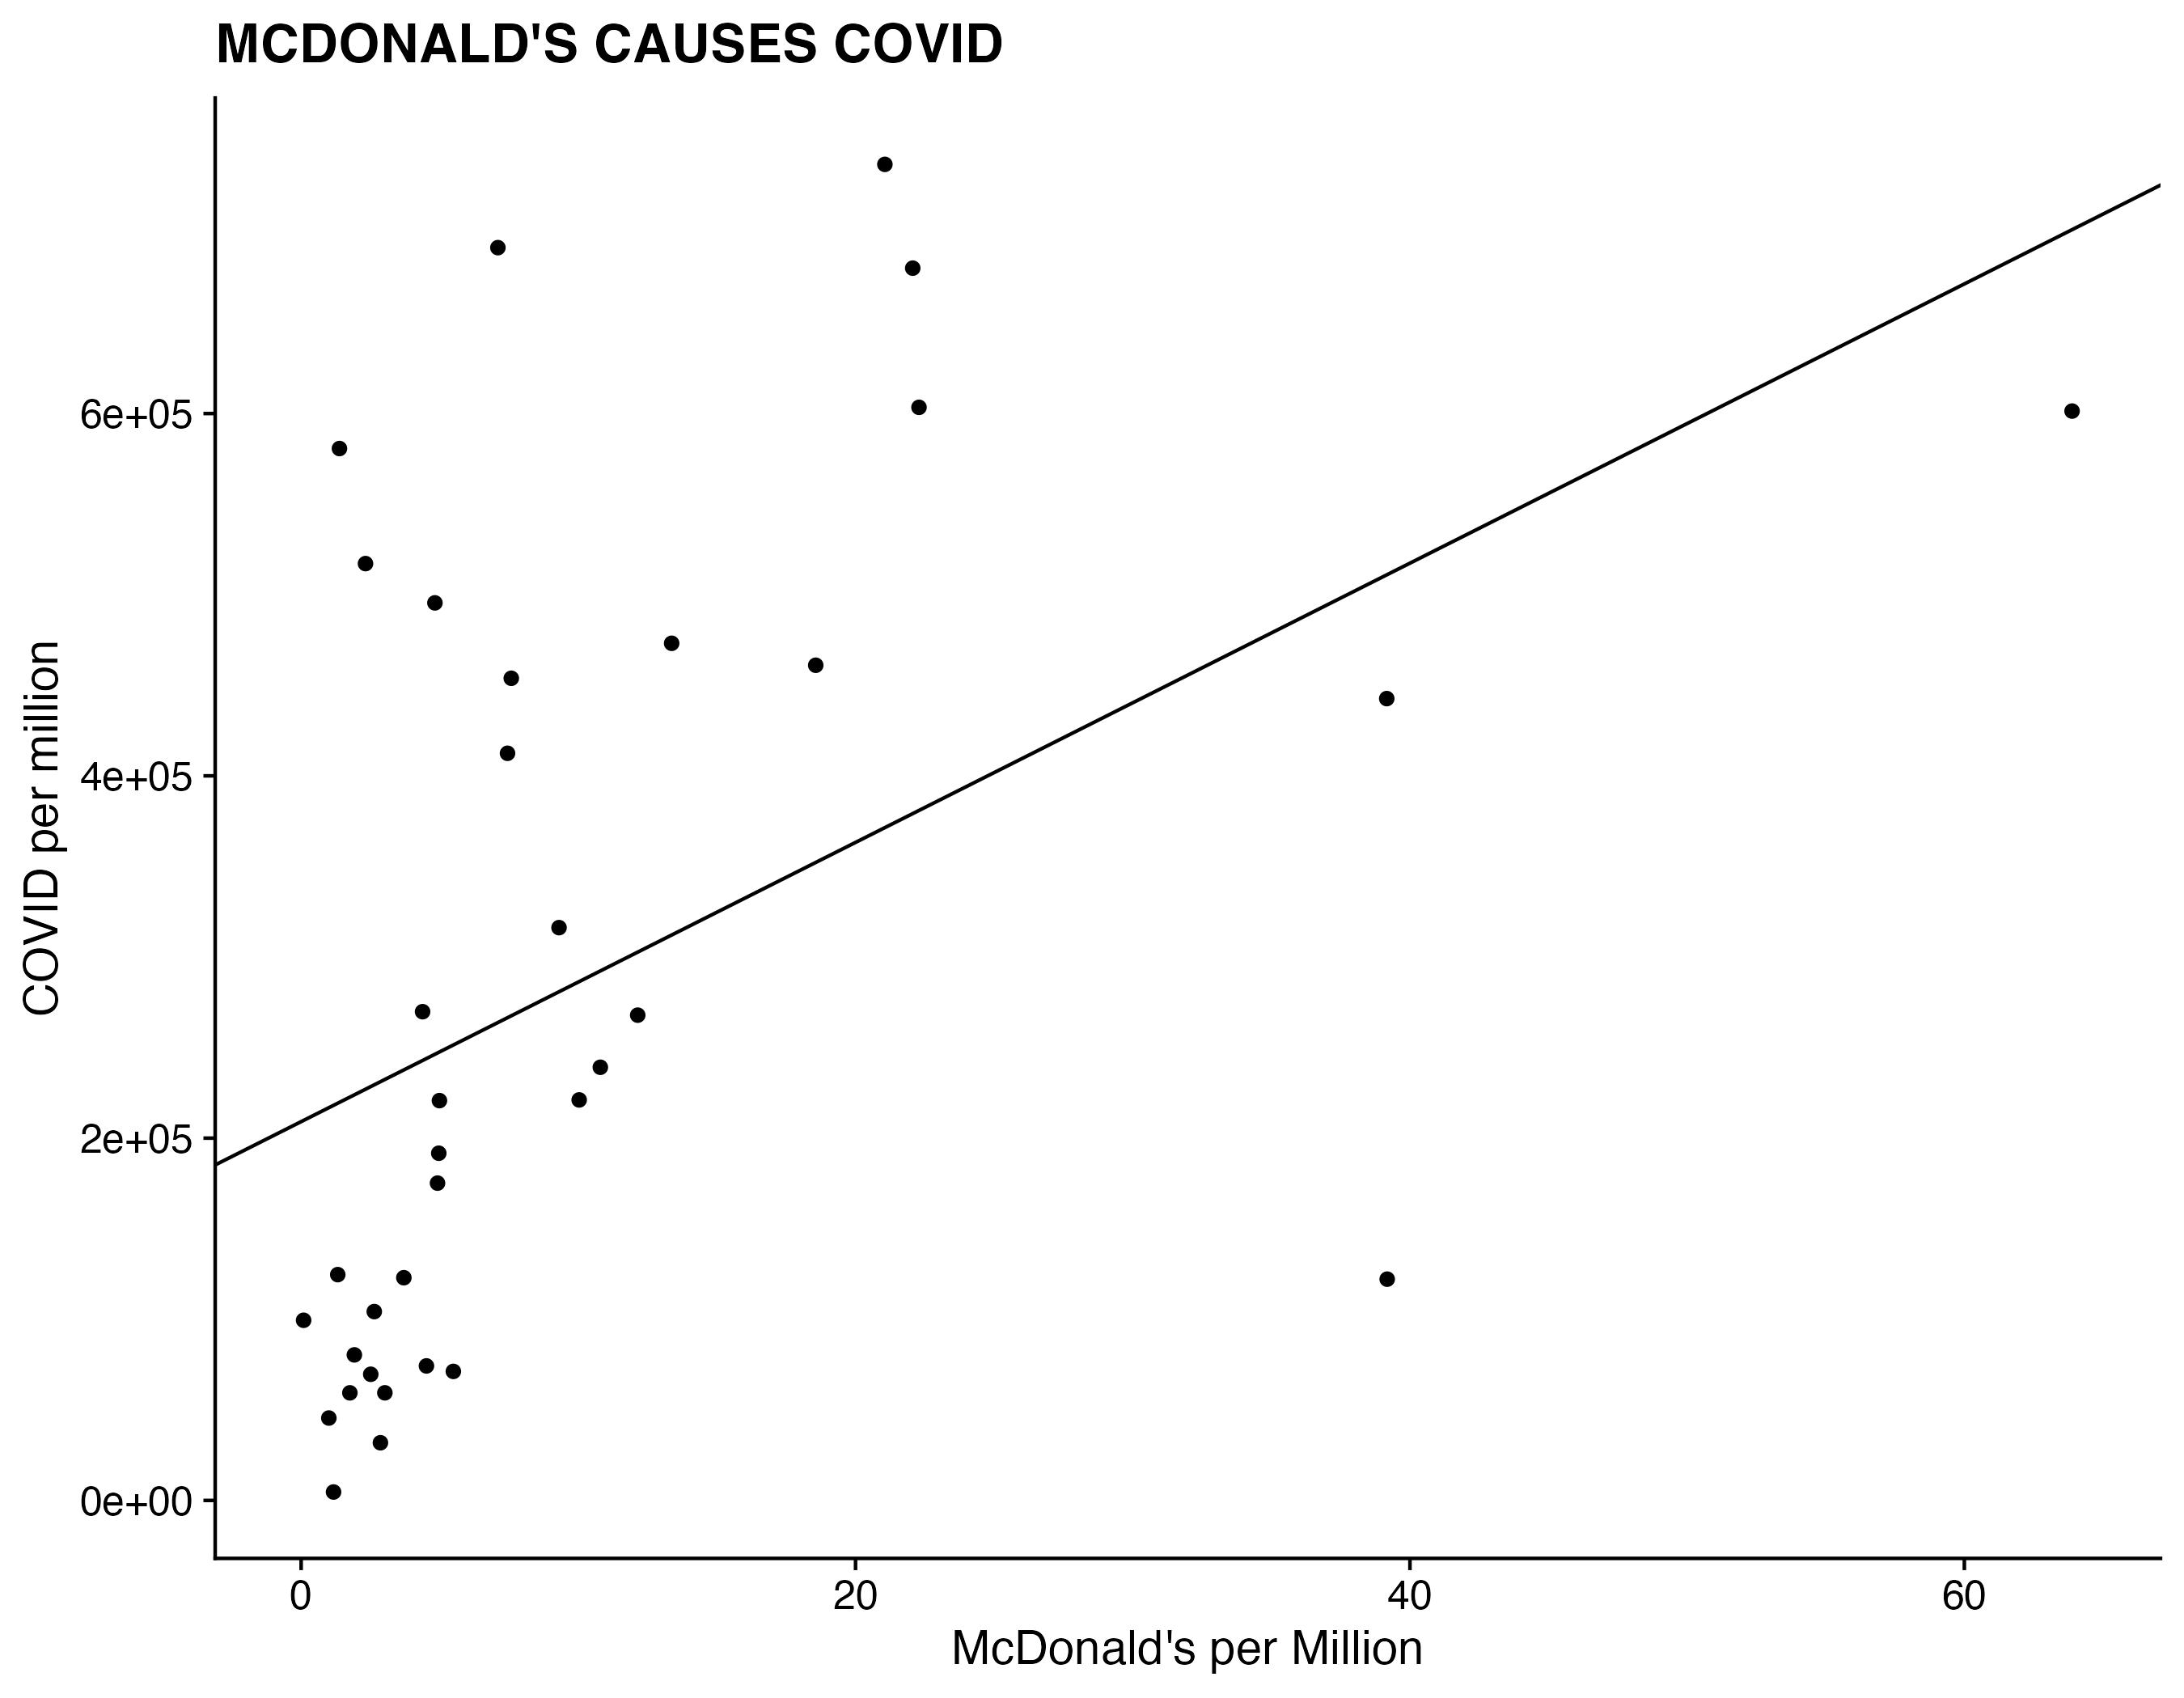 MCDONALD'S CAUSES COVID
COVID per million
6e+05
4e+05
2e+05
0e+00
0
20
40
60
McDonald's per Million